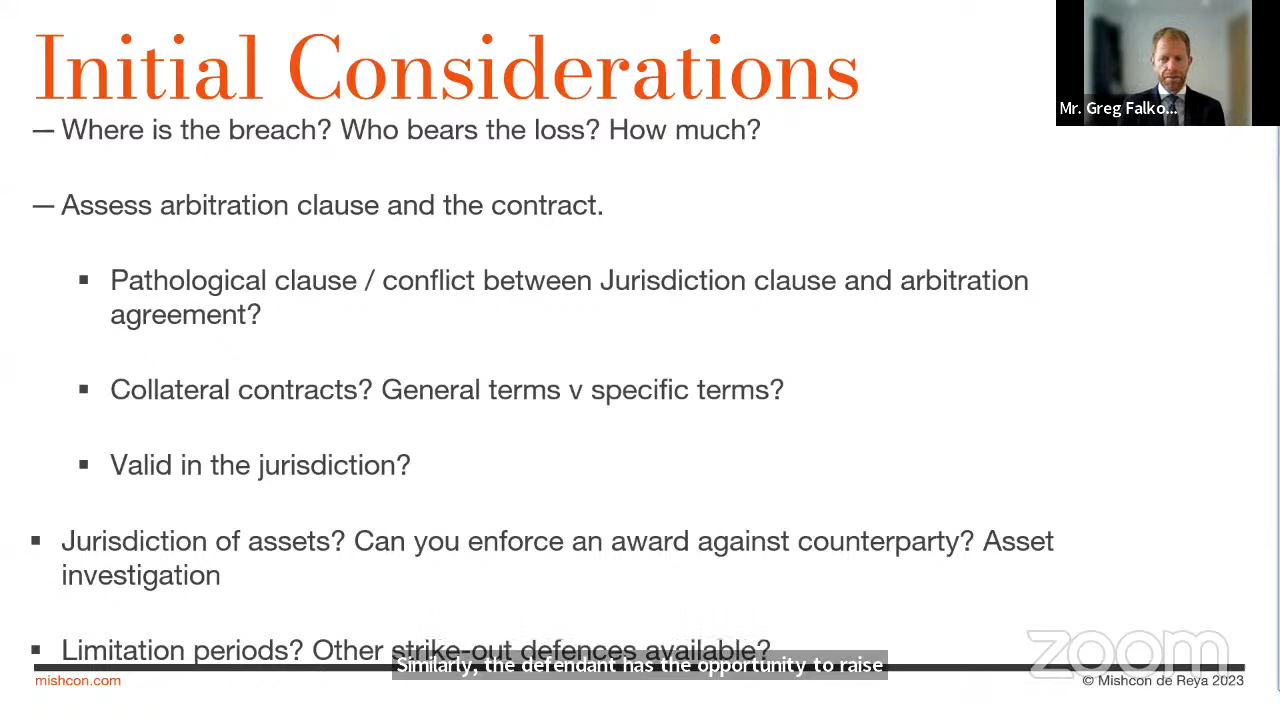 Initial Considerations
Mr. Greg Falko...
— Where is the breach? Who bears the loss? How much?
— Assess arbitration clause and the contract.
▪ Pathological clause / conflict between Jurisdiction clause and arbitration
agreement?
▪ Collateral contracts? General terms v specific terms?
▪ Valid in the jurisdiction?
▪ Jurisdiction of assets? Can you enforce an award against counterparty? Asset
investigation
▪ Limitation periods? Other strike-out defences available?
zoom
Similarly, the defendant has the opportunity to raise
mishcon.com
© Mishcon de Reya 2023